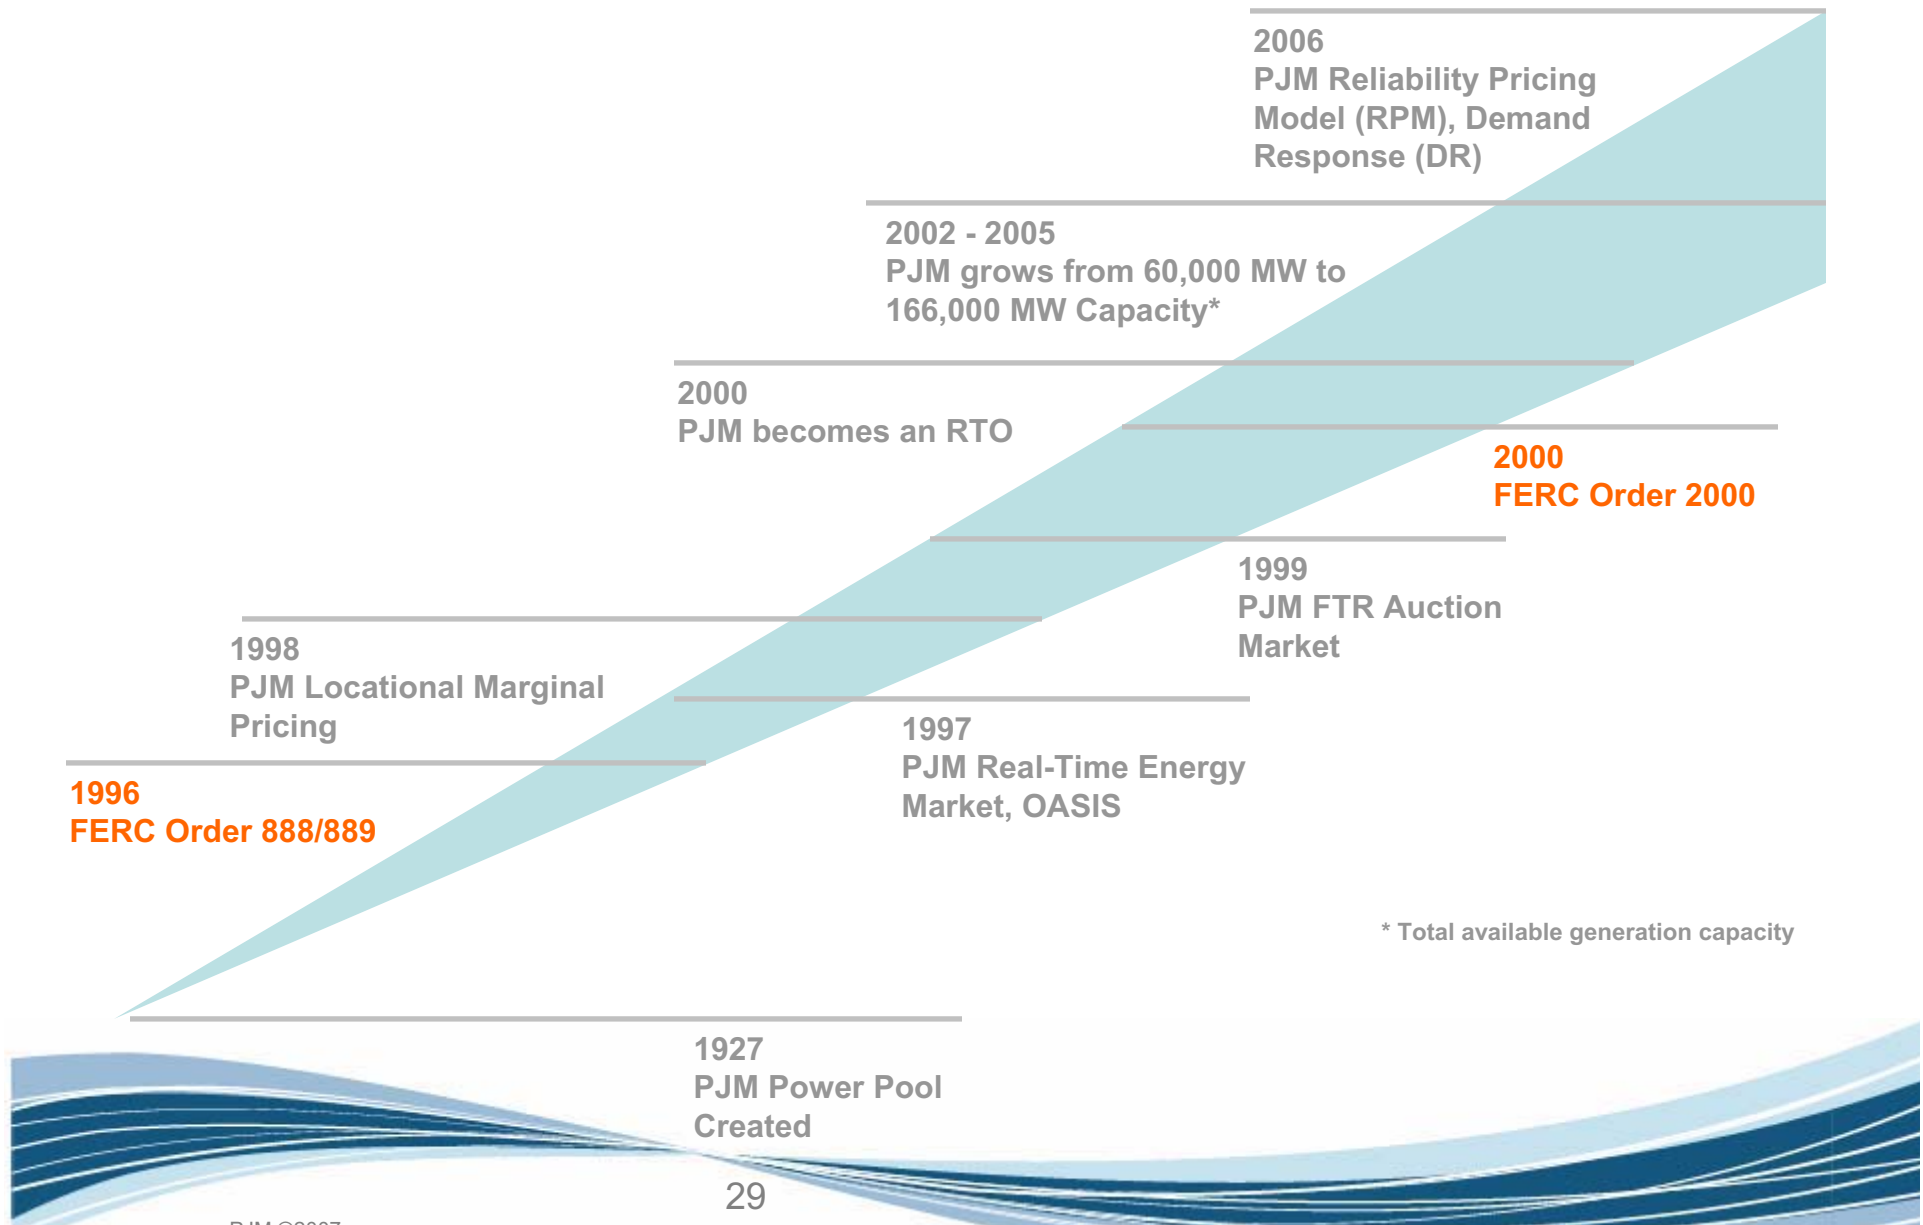 2006
PJM Reliability Pricing
Model (RPM), Demand
Response (DR)
2002 - 2005
PJM grows from 60,000 MW to
166,000 MW Capacity*
2000
PJM becomes an RTO
2000
FERC Order 2000
1999
PJM FTR Auction
Market
1998
PJM Locational Marginal
Pricing
1997
PJM Real-Time Energy
Market, OASIS
1996
FERC Order 888/889
* Total available generation capacity
1927
PJM Power Pool
Created
29
PJM ©2007